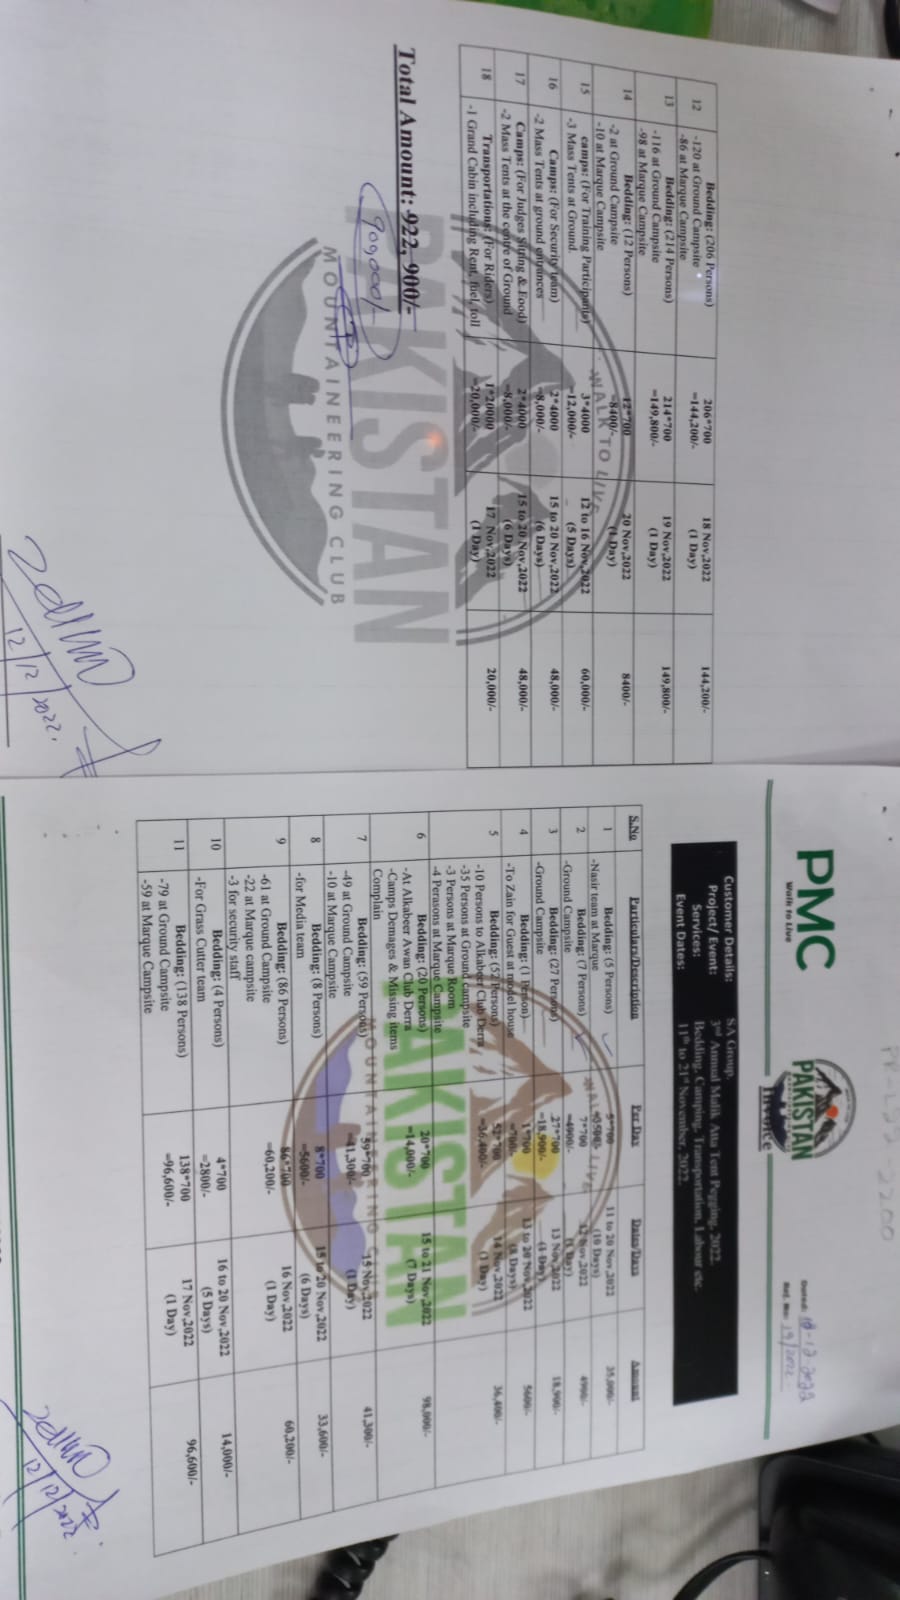 PR-LSS-2200
PMC
Walk to Live
PAKISTAN
Invoice
Dated: 12-12-2022
Ref. No: 19/2022
Customer Details: SA Group.
Project/ Event: 3rd Annual Malik Atta Tent Pegging, 2022.
Services: Bedding, Camping, Transportation, Labour etc.
Event Dates: 11th to 21st November, 2022.
S.No Particulars/Description Per Day Dates/Days Amount
1 Bedding: (5 Persons) 5*700 11 to 20 Nov,2022 35,000/-
-Nasir team at Marque =3500/- (10 Days)
2 Bedding: (7 Persons) 7*700 12 Nov,2022 4900/-
-Ground Campsite =4900/- (1 Day)
3 Bedding: (27 Persons) 27*700 13 Nov,2022 18,900/-
-Ground Campsite =18,900/- (1 Day)
4 Bedding: (1 Person) 1*700 13 to 20 Nov,2022 5600/-
-To Zain for Guest at model house =700/- (8 Days)
5 Bedding: (52 Persons) 52*700 14 Nov,2022 36,400/-
-10 Persons to Alkabeer Club Derra =36,400/- (1 Day)
-35 Persons at Ground campsite
-3 Persons at Marque Room
-4 Perasons at Marque Campsite
6 Bedding: (20 Persons) 20*700 15 to 21 Nov,2022 98,000/-
-At Alkabeer Awan Club Derra =14,000/- (7 Days)
-Camps Demages & Missing items
Complain
7 Bedding: (59 Persons) 59*700 15 Nov,2022 41,300/-
-49 at Ground Campsite =41,300/- (1 Day)
-10 at Marque Campsite
8 Bedding: (8 Persons) 8*700 15 to 20 Nov,2022 33,600/-
-for Media team =5600/- (6 Days)
9 Bedding: (86 Persons) 86*700 16 Nov,2022 60,200/-
-61 at Ground Campsite =60,200/- (1 Day)
-22 at Marque campsite
-3 for security staff
10 Bedding: (4 Persons) 4*700 16 to 20 Nov,2022 14,000/-
-For Grass Cutter team =2800/- (5 Days)
11 Bedding: (138 Persons) 138*700 17 Nov,2022 96,600/-
-79 at Ground Campsite =96,600/- (1 Day)
-59 at Marque Campsite
WALK TO LIVE
PAKISTAN
MOUNTAINEERING CLUB
12/12/2022
12 Bedding: (206 Persons) 206*700 18 Nov,2022 144,200/-
-120 at Ground Campsite =144,200/- (1 Day)
-86 at Marque Campsite
13 Bedding: (214 Persons) 214*700 19 Nov,2022 149,800/-
-116 at Ground Campsite =149,800/- (1 Day)
-98 at Marque Campsite
14 Bedding: (12 Persons) 12*700 20 Nov,2022 8400/-
-2 at Ground Campsite =8400/- (1 Day)
-10 at Marque Campsite
15 camps: (For Training Participants) 3*4000 12 to 16 Nov,2022 60,000/-
-3 Mass Tents at Ground. =12,000/- (5 Days)
16 Camps: (For Security team) 2*4000 15 to 20 Nov,2022 48,000/-
-2 Mass Tents at ground entrances =8,000/- (6 Days)
17 Camps: (For Judges Sitting & Food) 2*4000 15 to 20 Nov,2022 48,000/-
-2 Mass Tents at the centre of Ground =8,000/- (6 Days)
18 Transportations: (For Riders) 1*20000 17 Nov,2022 20,000/-
-1 Grand Cabin including Rent, fuel, toll =20,000/- (1 Day)
Total Amount: 922, 900/-
909000/-
WALK TO LIVE
PAKISTAN
MOUNTAINEERING CLUB
12/12/2022.